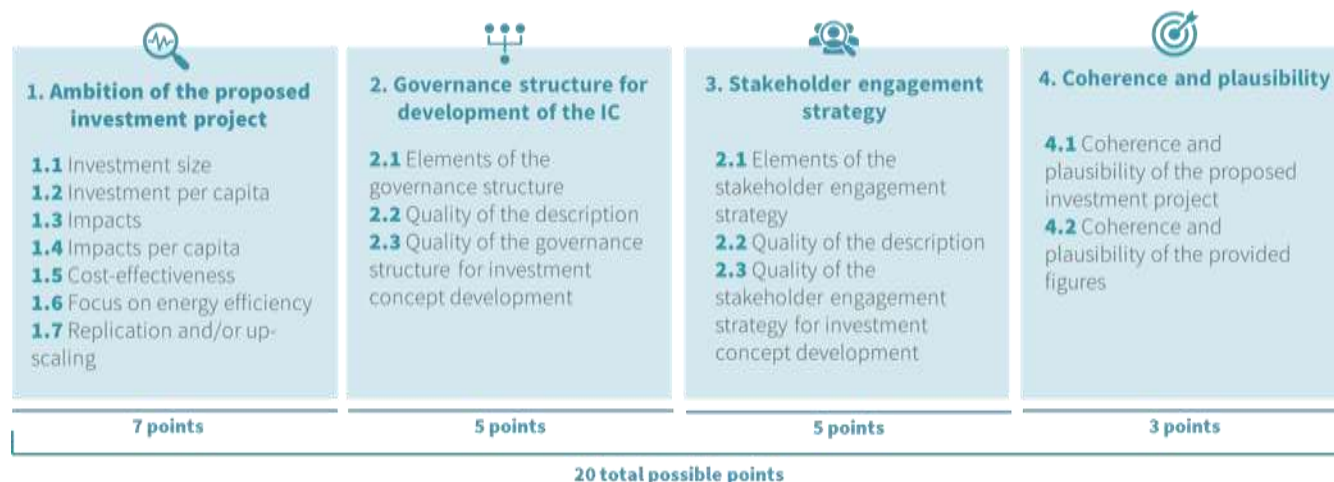 1. Ambition of the proposed
investment project
1.1 Investment size
1.2 Investment per capita
1.3 Impacts
1.4 Impacts per capita
1.5 Cost-effectiveness
1.6 Focus on energy efficiency
1.7 Replication and/or up-
scaling
7 points
2. Governance structure for
development of the IC
2.1 Elements of the
governance structure
2.2 Quality of the description
2.3 Quality of the governance
structure for investment
concept development
5 points
3. Stakeholder engagement
strategy
2.1 Elements of the
stakeholder engagement
strategy
2.2 Quality of the description
2.3 Quality of the
stakeholder engagement
strategy for investment
concept development
5 points
4. Coherence and plausibility
4.1 Coherence and
plausibility of the proposed
investment project
4.2 Coherence and
plausibility of the provided
figures
3 points
20 total possible points